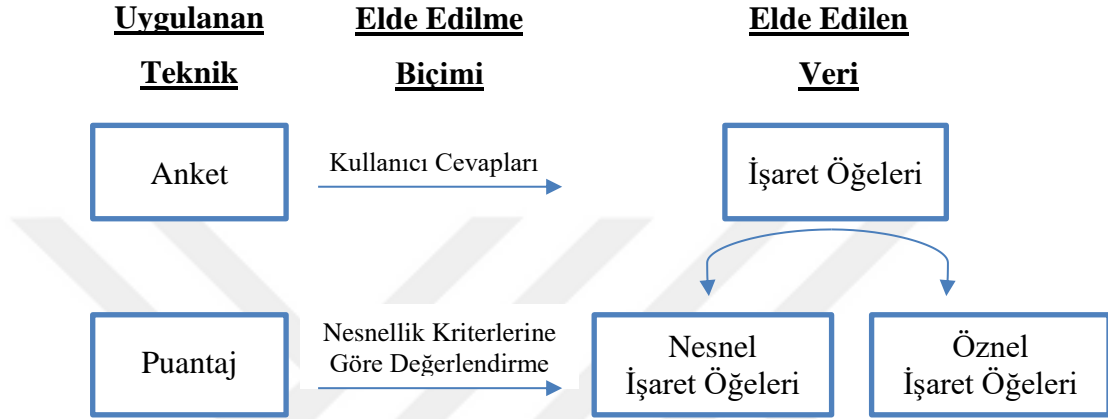 Uygulanan Teknik
Elde Edilme Biçimi
Elde Edilen Veri
Anket
Kullanıcı Cevapları
İşaret Öğeleri
Puantaj
Nesnellik Kriterlerine
Göre Değerlendirme
Nesnel
İşaret Öğeleri
Öznel
İşaret Öğeleri